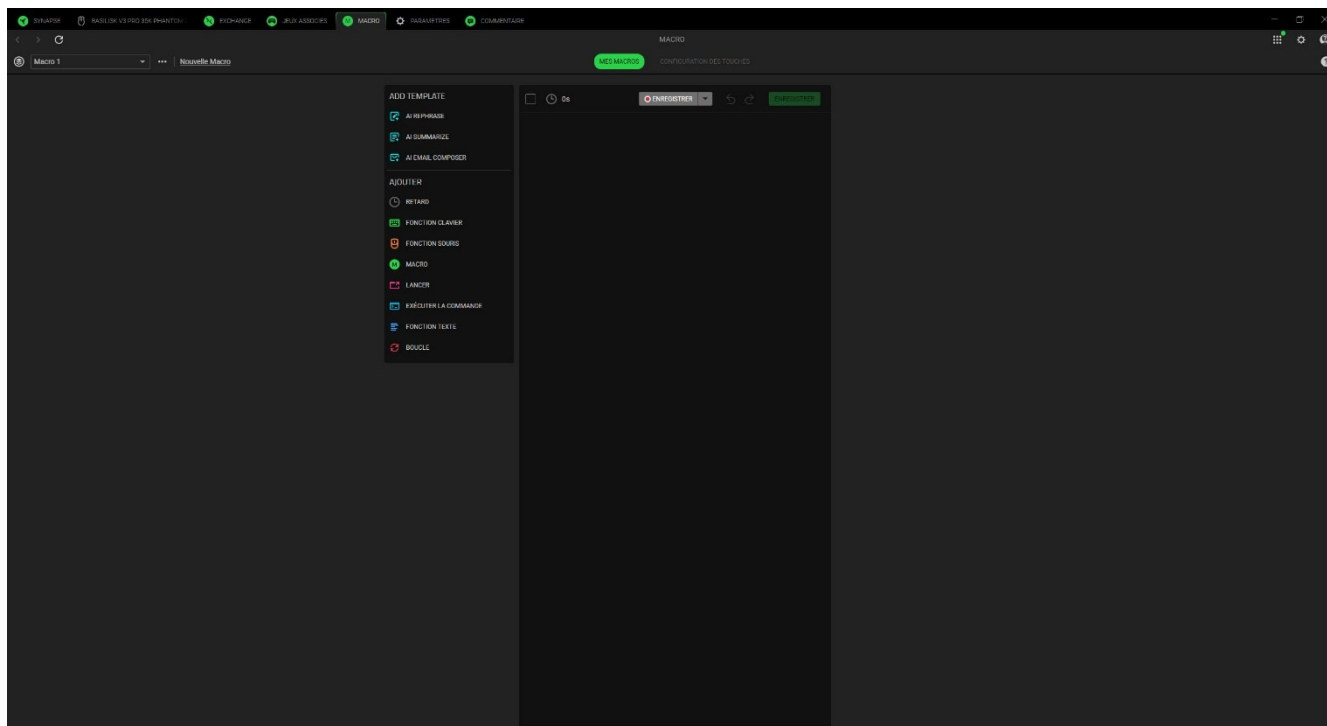 SYNAPSE BASILISK V3 PRO 35K PHANTOM EXCHANGE JEUX ASSOCIÉS MACRO PARAMÈTRES COMMENTAIRE
MACRO
Macro 1 Nouvelle Macro MES MACROS CONFIGURATION DES TOUCHES
ADD TEMPLATE
0s ENREGISTRER ENREGISTRER
AI REPHRASE
AI SUMMARIZE
AI EMAIL COMPOSER
AJOUTER
RETARD
FONCTION CLAVIER
FONCTION SOURIS
MACRO
LANCER
EXÉCUTER LA COMMANDE
FONCTION TEXTE
BOUCLE